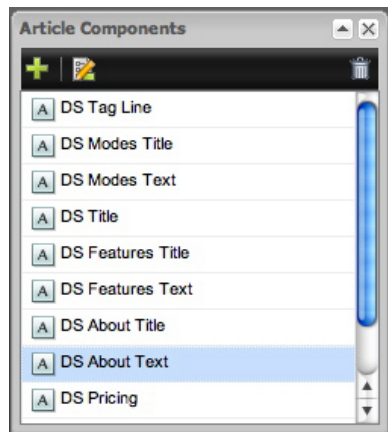 Article Components
A DS Tag Line
A DS Modes Title
A DS Modes Text
A DS Title
A DS Features Title
A DS Features Text
A DS About Title
A DS About Text
A DS Pricing